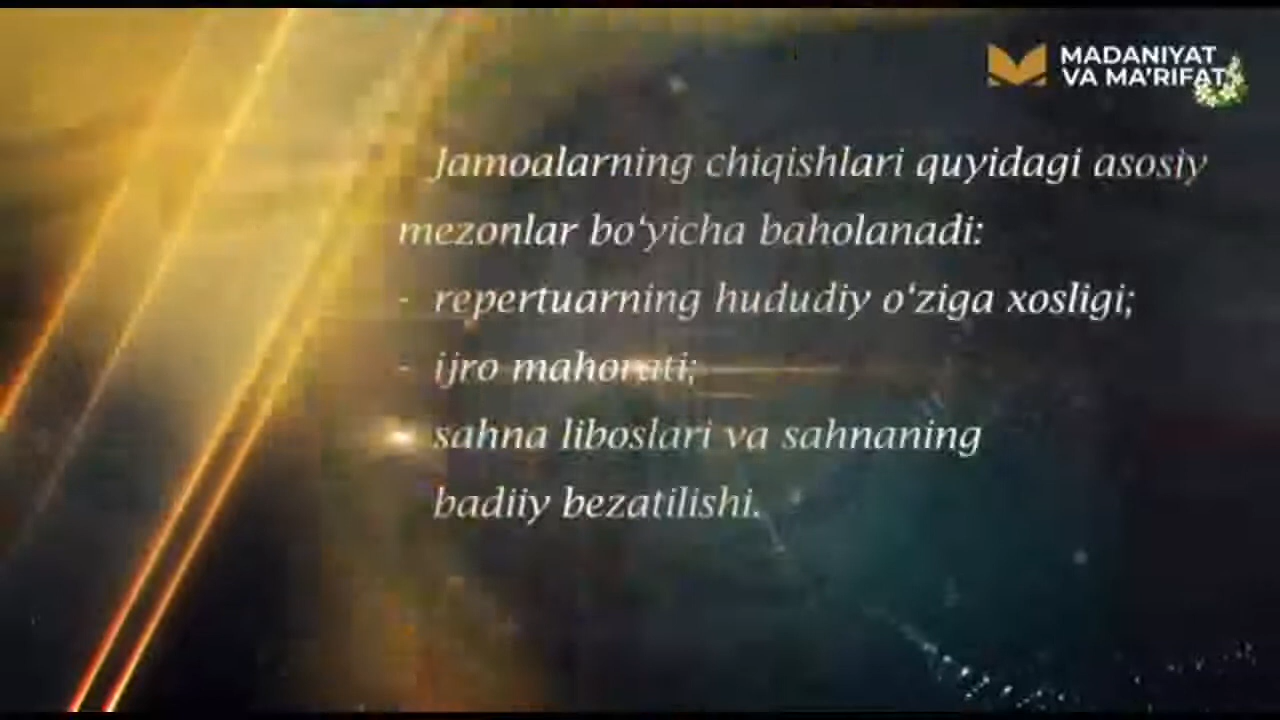 MADANIYAT
VA MA'RIFAT
Jamoalarning chiqishlari quyidagi asosiy
mezonlar bo‘yicha baholanadi:
- repertuarning hududiy o‘ziga xosligi;
- ijro mahorati;
- sahna liboslari va sahnaning
badiiy bezatilishi.